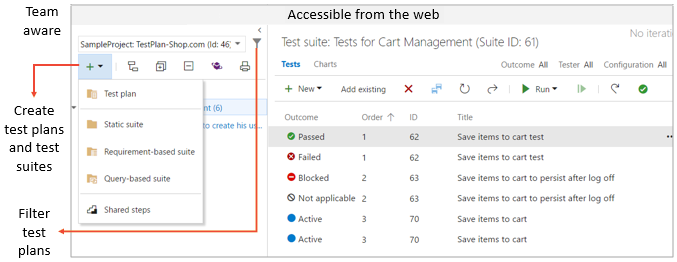 Team
aware
Accessible from the web
No iteratio
SampleProject: TestPlan-Shop.com (Id: 46)
Test suite: Tests for Cart Management (Suite ID: 61)
Tests Charts
Outcome All Tester All Configuration All
New Add existing Run
Create
test plans
and test
suites
Test plan
nt (6)
Static suite
to create his us...
Requirement-based suite
Query-based suite
Shared steps
Outcome Order ID Title
Passed 1 62 Save items to cart test
Failed 1 62 Save items to cart test
Blocked 2 63 Save items to cart to persist after log off
Not applicable 2 63 Save items to cart to persist after log off
Active 3 70 Save items to cart
Active 3 70 Save items to cart
Filter
test
plans